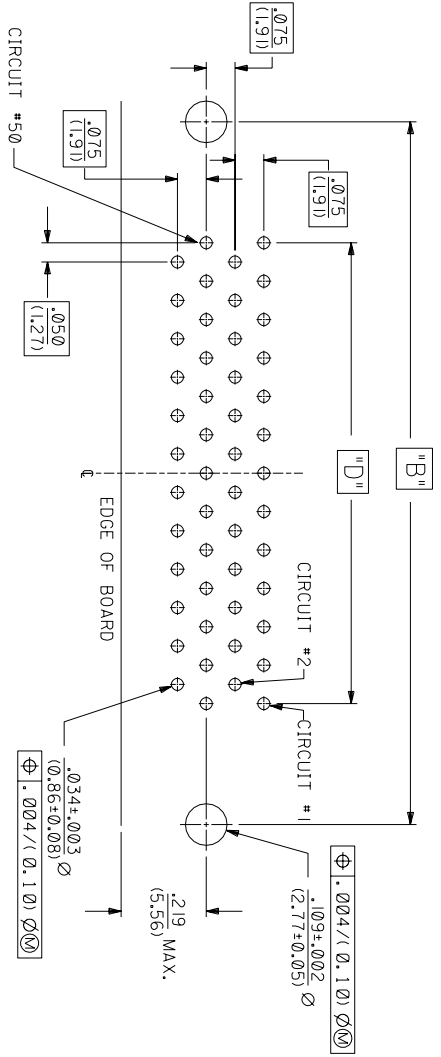 .075
(1.91)
.075
(1.91)
.075
(1.91)
.050
(1.27)
CIRCUIT #50
"B"
"D"
CIRCUIT #2
CIRCUIT #1
℄
EDGE OF BOARD
⌖ .004/(0.10) ØⓂ
.109±.002
(2.77±0.05) Ø
.219
(5.56) MAX.
.034±.003
(0.86±0.08) Ø
⌖ .004/(0.10) ØⓂ